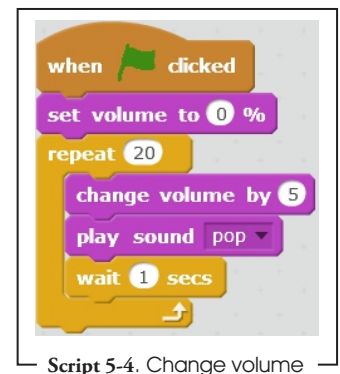 when clicked
set volume to 0 %
repeat 20
change volume by 5
play sound pop
wait 1 secs
Script 5-4. Change volume